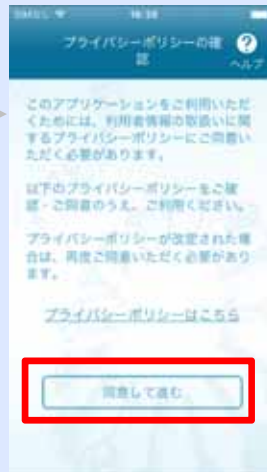 16:38
プライバシーポリシーの確
認
?
ヘルプ
このアプリケーションをご利用いただ
くためには、利用者情報の取扱いに関
するプライバシーポリシーにご同意い
ただく必要があります。
以下のプライバシーポリシーをご確
認・ご同意のうえ、ご利用ください。
プライバシーポリシーが改定された場
合は、再度ご同意いただく必要があり
ます。
プライバシーポリシーはこちら
同意して進む